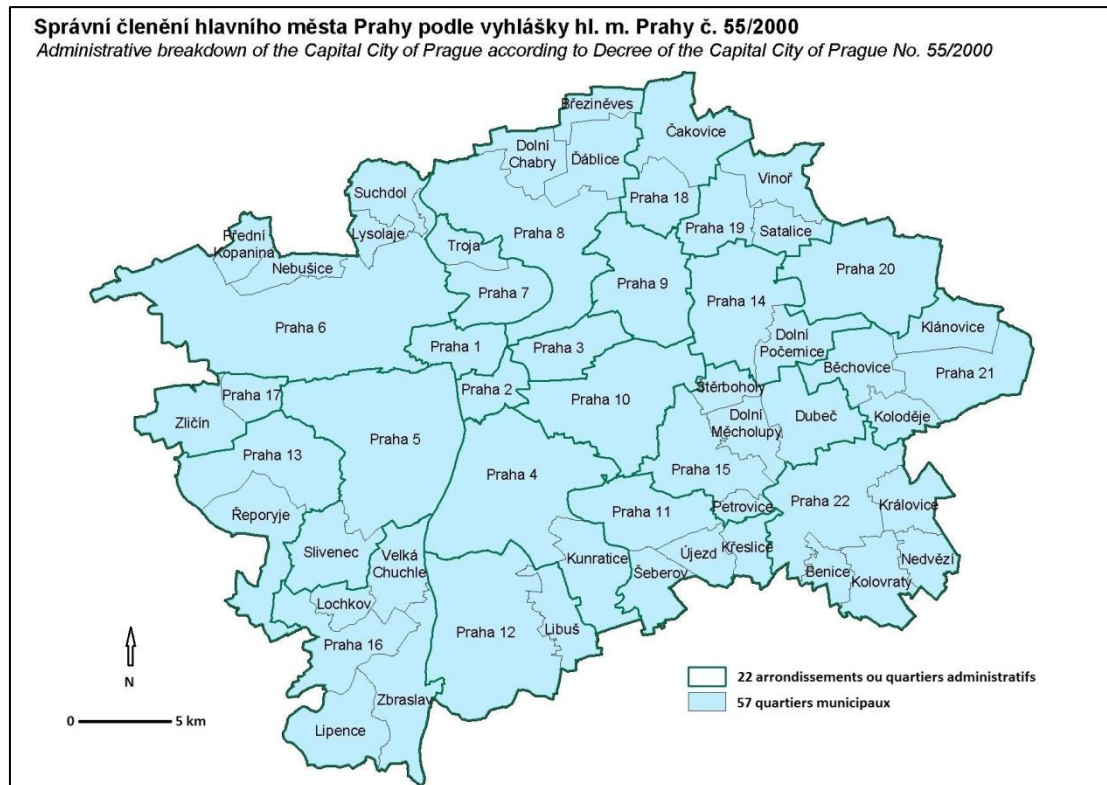 Správní členění hlavního města Prahy podle vyhlášky hl. m. Prahy č. 55/2000
Administrative breakdown of the Capital City of Prague according to Decree of the Capital City of Prague No. 55/2000
Březiněves
Čakovice
Dolní
Chabry
Ďáblice
Vinoř
Suchdol
Praha 18
Praha 19
Satalice
Lysolaje
Troja
Praha 8
Přední
Kopanina
Nebušice
Praha 7
Praha 9
Praha 20
Praha 14
Praha 6
Praha 1
Praha 3
Dolní
Počernice
Klánovice
Běchovice
Praha 21
Praha 17
Praha 2
Praha 10
Štěrboholy
Koloděje
Zličín
Praha 5
Dolní
Měcholupy
Dubeč
Praha 13
Praha 4
Praha 15
Praha 22
Řeporyje
Praha 11
Petrovice
Královice
Slivenec
Velká
Chuchle
Kunratice
Újezd
Křeslice
Šeberov
Nedvězí
Benice
Kolovraty
Lochkov
Praha 12
Libuš
Praha 16
Zbraslav
Lipence
N
0 5 km
22 arrondissements ou quartiers administratifs
57 quartiers municipaux